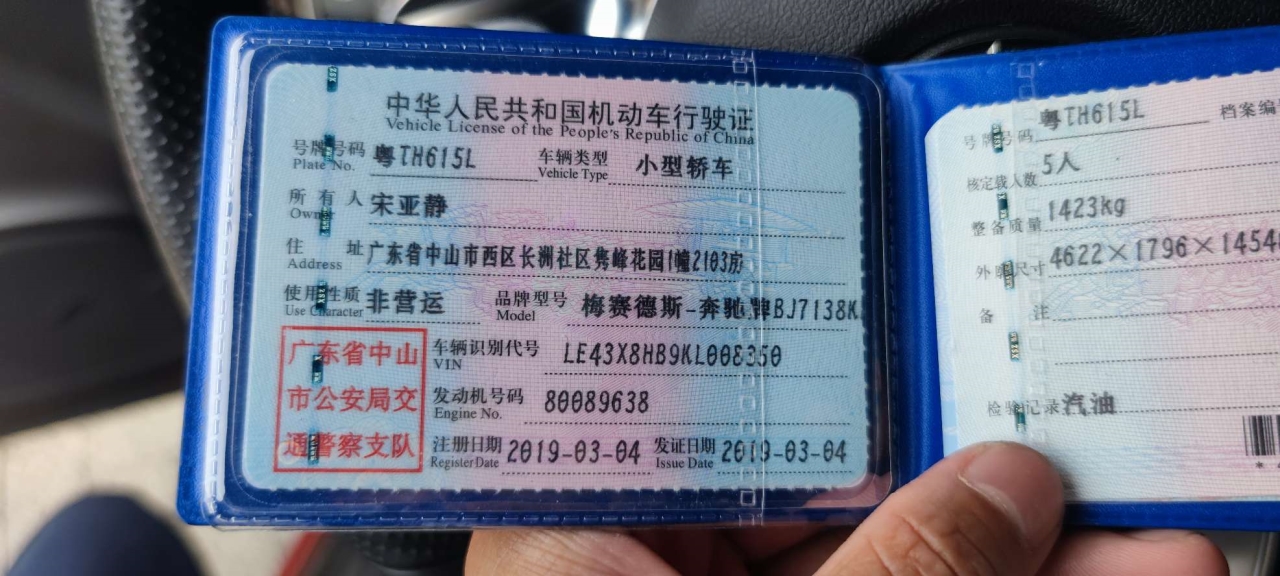 中华人民共和国机动车行驶证
Vehicle License of the People's Republic of China
号牌号码 粤TH615L 车辆类型 小型轿车
Plate No. Vehicle Type
所有人 宋亚静
Owner
住址 广东省中山市西区长洲社区隽峰花园1幢2103房
Address
使用性质 非营运 品牌型号 梅赛德斯-奔驰牌BJ7138K
Use Character Model
广东省中山
市公安局交
通警察支队
车辆识别代号 LE43X8HB9KL008350
VIN
发动机号码 80089638
Engine No.
注册日期 2019-03-04 发证日期 2019-03-04
Register Date Issue Date
号牌号码 粤TH615L 档案编
核定载人数 5人
整备质量 1423kg
外廓尺寸 4622×1796×1454
备注
检验记录 汽油